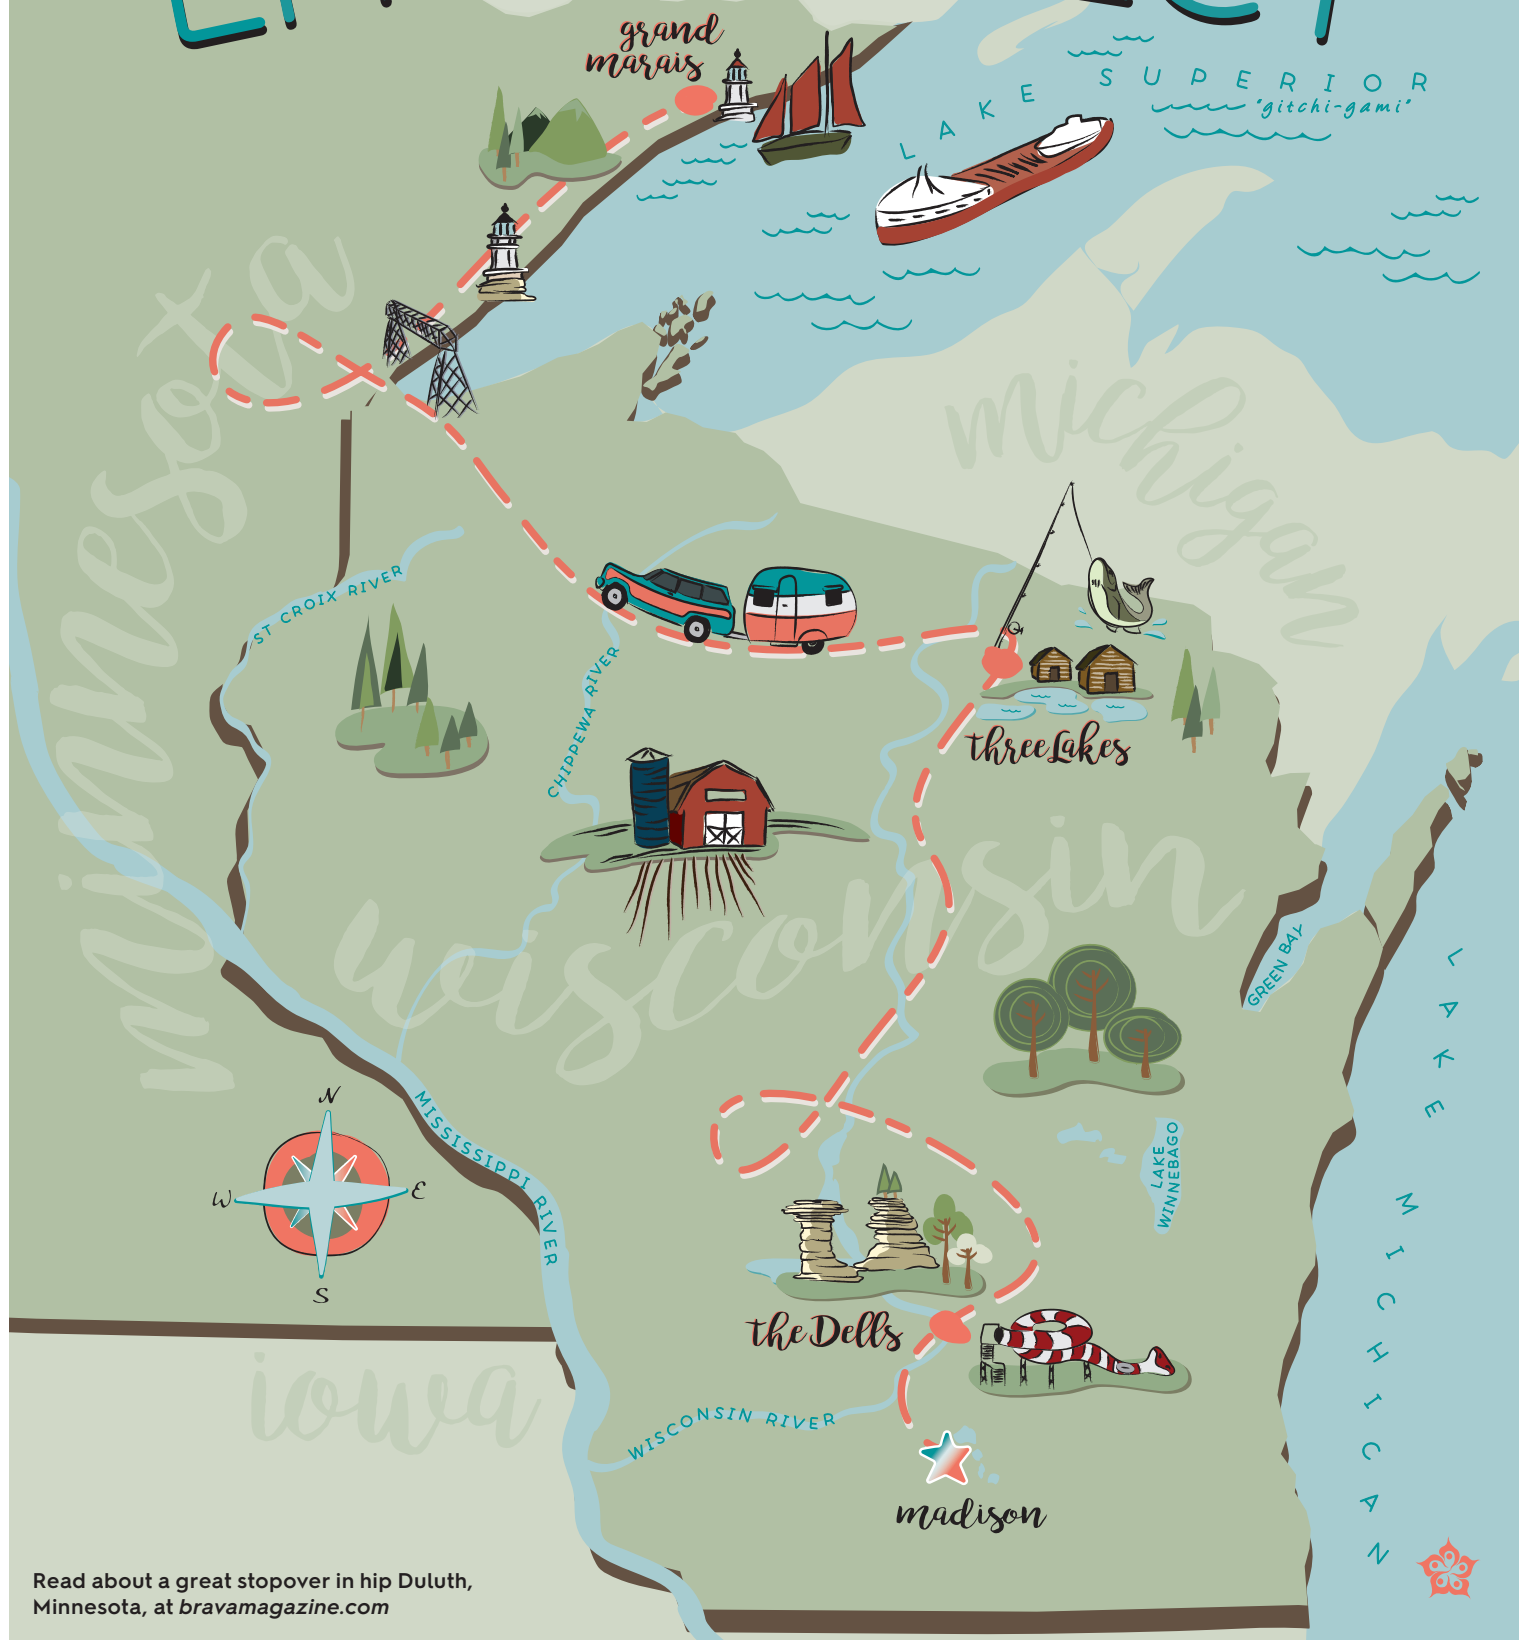 grand
marais
LAKE SUPERIOR
"gitchi-gami"
minnesota
michigan
ST CROIX RIVER
CHIPPEWA RIVER
three Lakes
wisconsin
GREEN BAY
LAKE MICHIGAN
N
W
E
S
MISSISSIPPI RIVER
LAKE
WINNEBAGO
the Dells
iowa
WISCONSIN RIVER
madison
Read about a great stopover in hip Duluth,
Minnesota, at bravamagazine.com